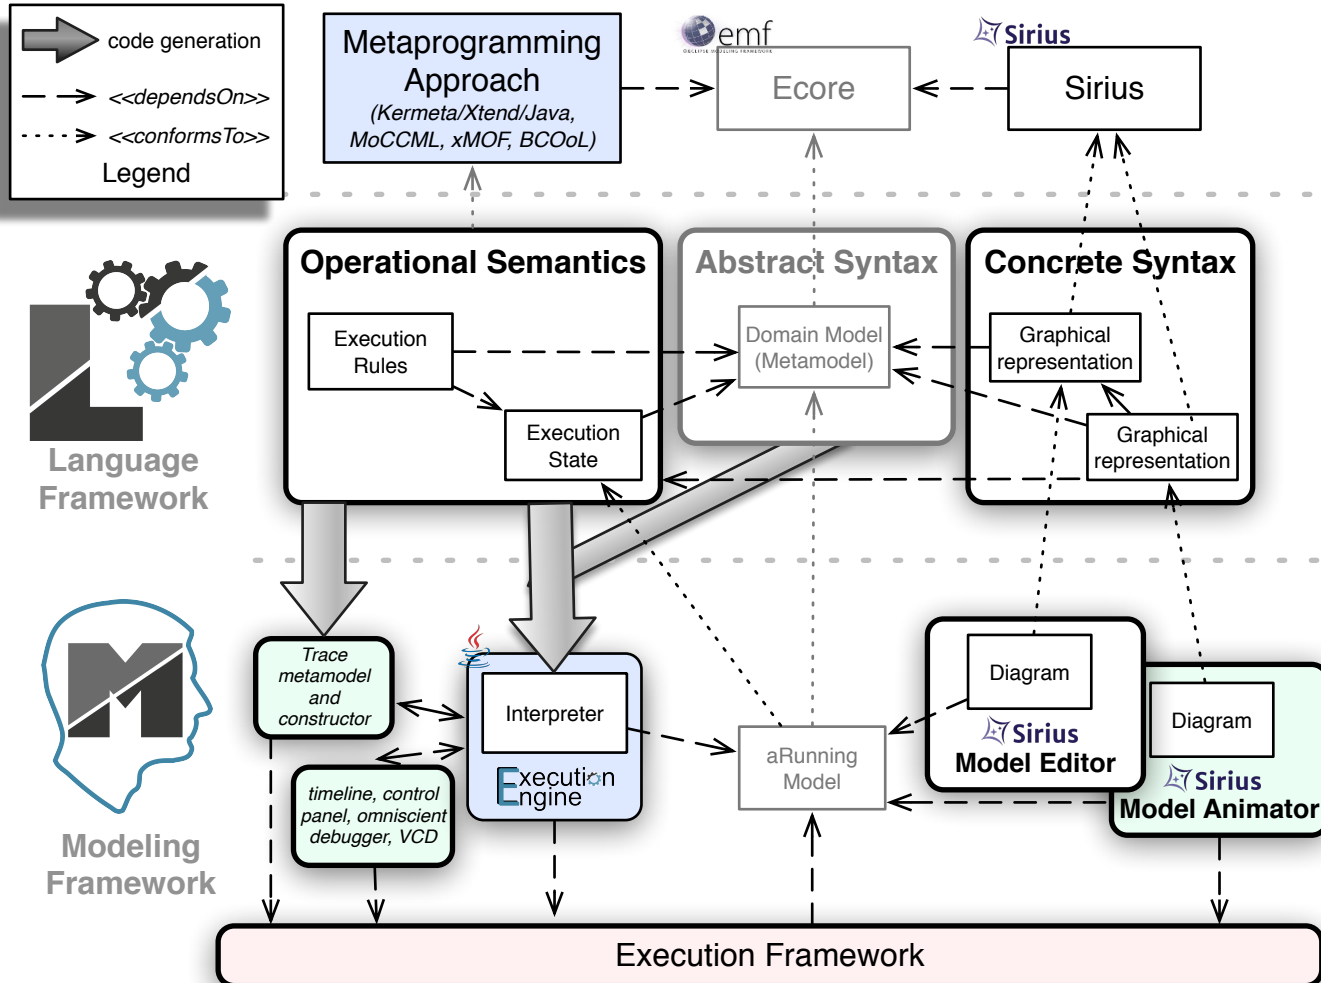 code generation
<<dependsOn>>
<<conformsTo>>
Legend
Metaprogramming
Approach
(Kermeta/Xtend/Java,
MoCCML, xMOF, BCOoL)
emf
ECLIPSE MODELING FRAMEWORK
Ecore
Sirius
Sirius
Operational Semantics
Abstract Syntax
Concrete Syntax
Execution
Rules
Domain Model
(Metamodel)
Graphical
representation
Execution
State
Graphical
representation
L
Language
Framework
M
Modeling
Framework
Trace
metamodel
and
constructor
Interpreter
Execution
Engine
timeline, control
panel, omniscient
debugger, VCD
aRunning
Model
Diagram
Sirius
Model Editor
Diagram
Sirius
Model Animator
Execution Framework